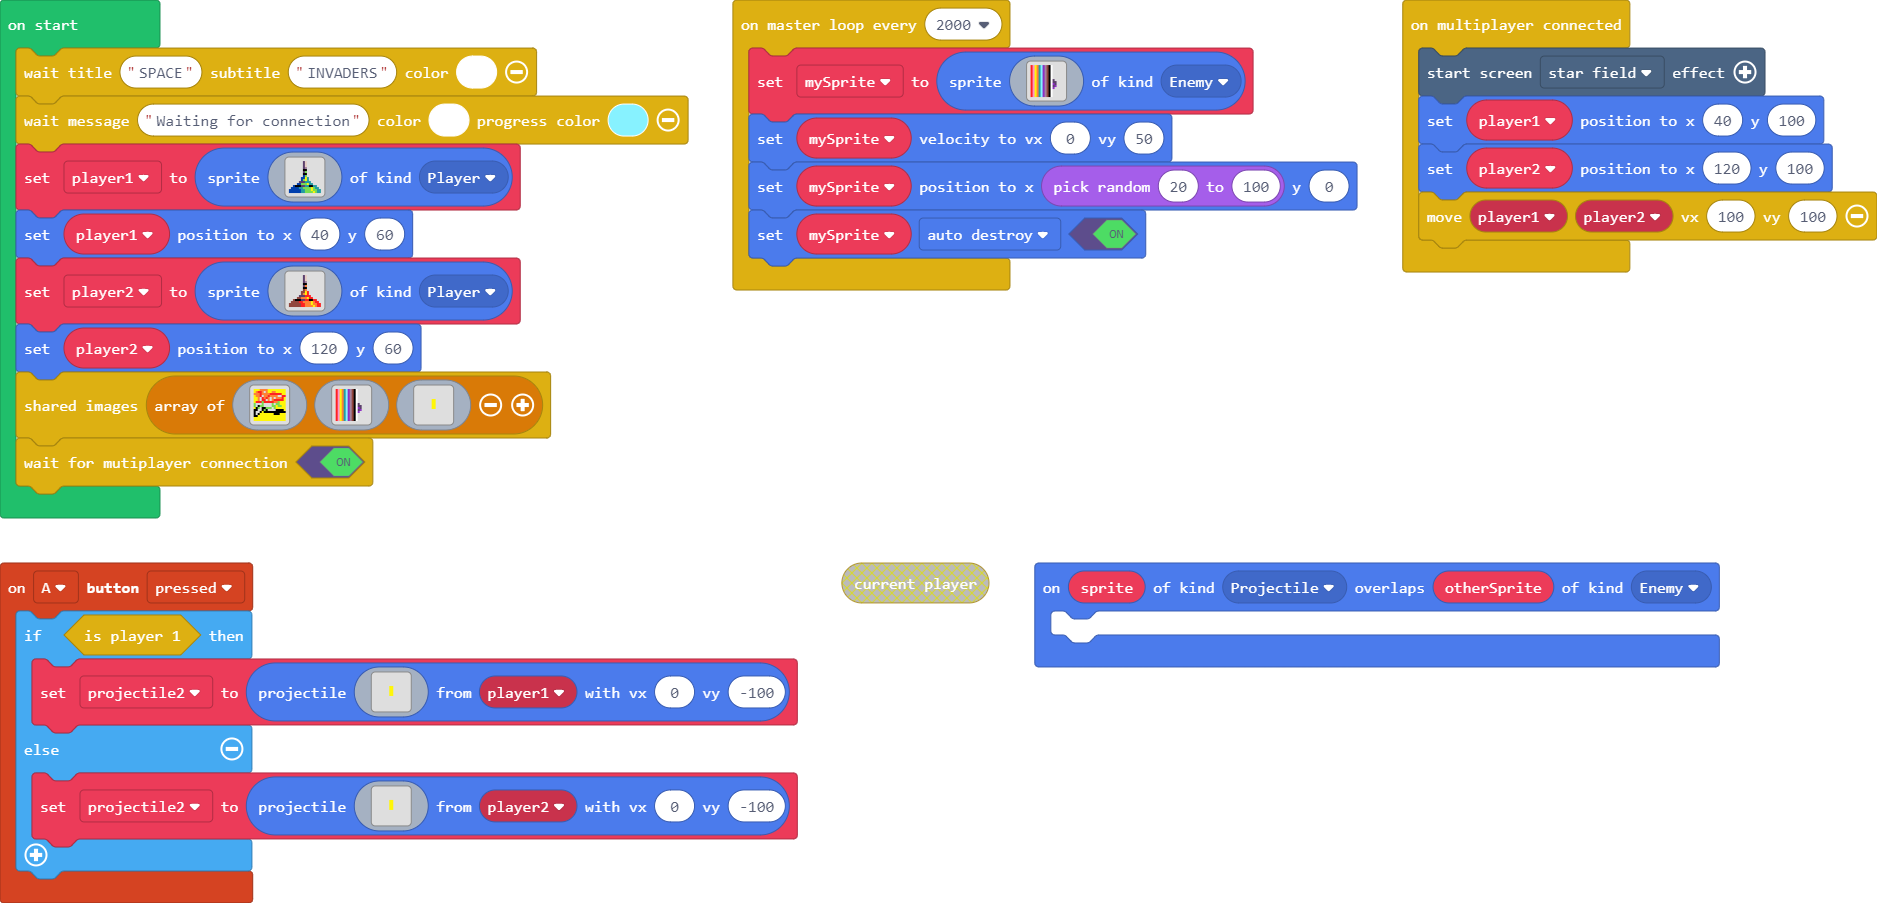 on start
wait title "SPACE" subtitle "INVADERS" color
wait message "Waiting for connection" color progress color
set player1 to sprite of kind Player
set player1 position to x 40 y 60
set player2 to sprite of kind Player
set player2 position to x 120 y 60
shared images array of
wait for mutiplayer connection ON
on master loop every 2000
set mySprite to sprite of kind Enemy
set mySprite velocity to vx 0 vy 50
set mySprite position to x pick random 20 to 100 y 0
set mySprite auto destroy ON
on multiplayer connected
start screen star field effect
set player1 position to x 40 y 100
set player2 position to x 120 y 100
move player1 player2 vx 100 vy 100
on A button pressed
if is player 1 then
set projectile2 to projectile from player1 with vx 0 vy -100
else
set projectile2 to projectile from player2 with vx 0 vy -100
current player
on sprite of kind Projectile overlaps otherSprite of kind Enemy